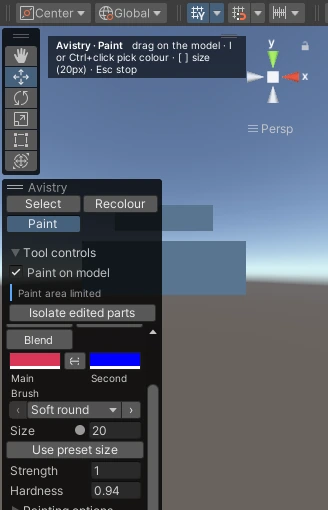 Center
Global
Avistry · Paint drag on the model · I
or Ctrl+click pick colour · [ ] size
(20px) · Esc stop
y
x
Persp
Avistry
Select
Recolour
Paint
Tool controls
Paint on model
Paint area limited
Isolate edited parts
Blend
Main
Second
Brush
Soft round
Size
20
Use preset size
Strength
1
Hardness
0.94
Painting options